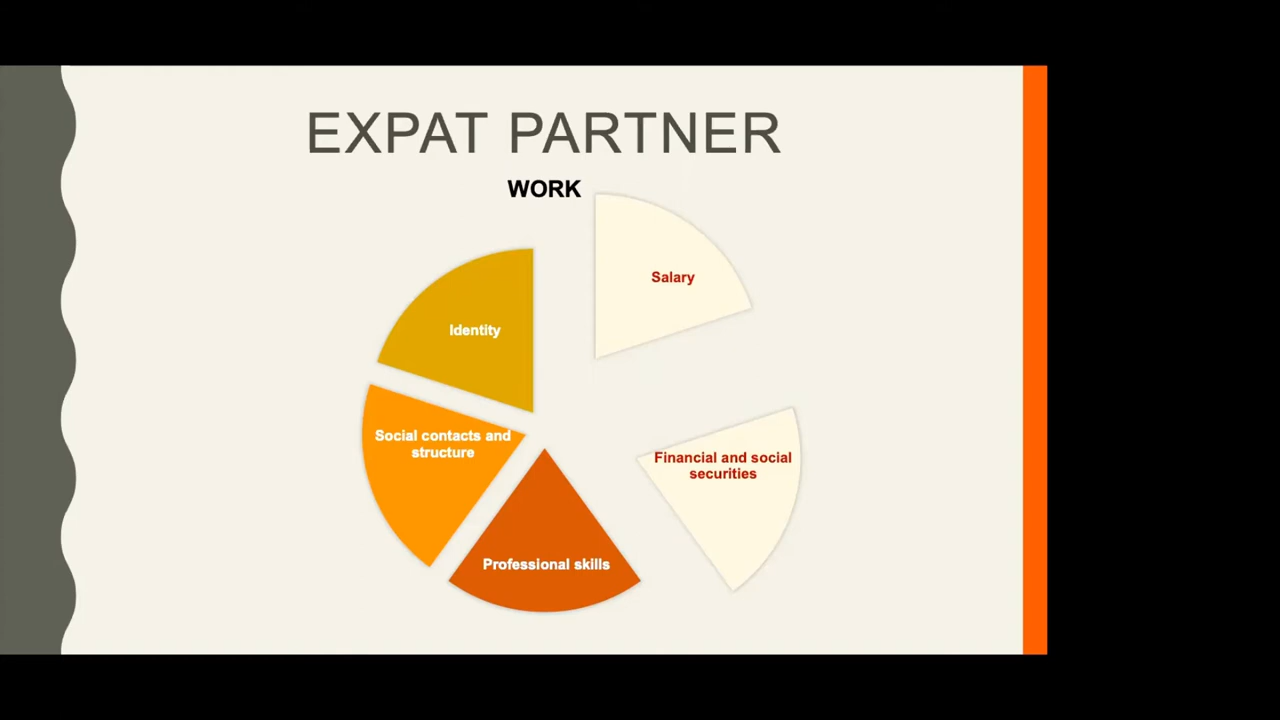 EXPAT PARTNER
WORK
Salary
Identity
Social contacts and
structure
Financial and social
securities
Professional skills